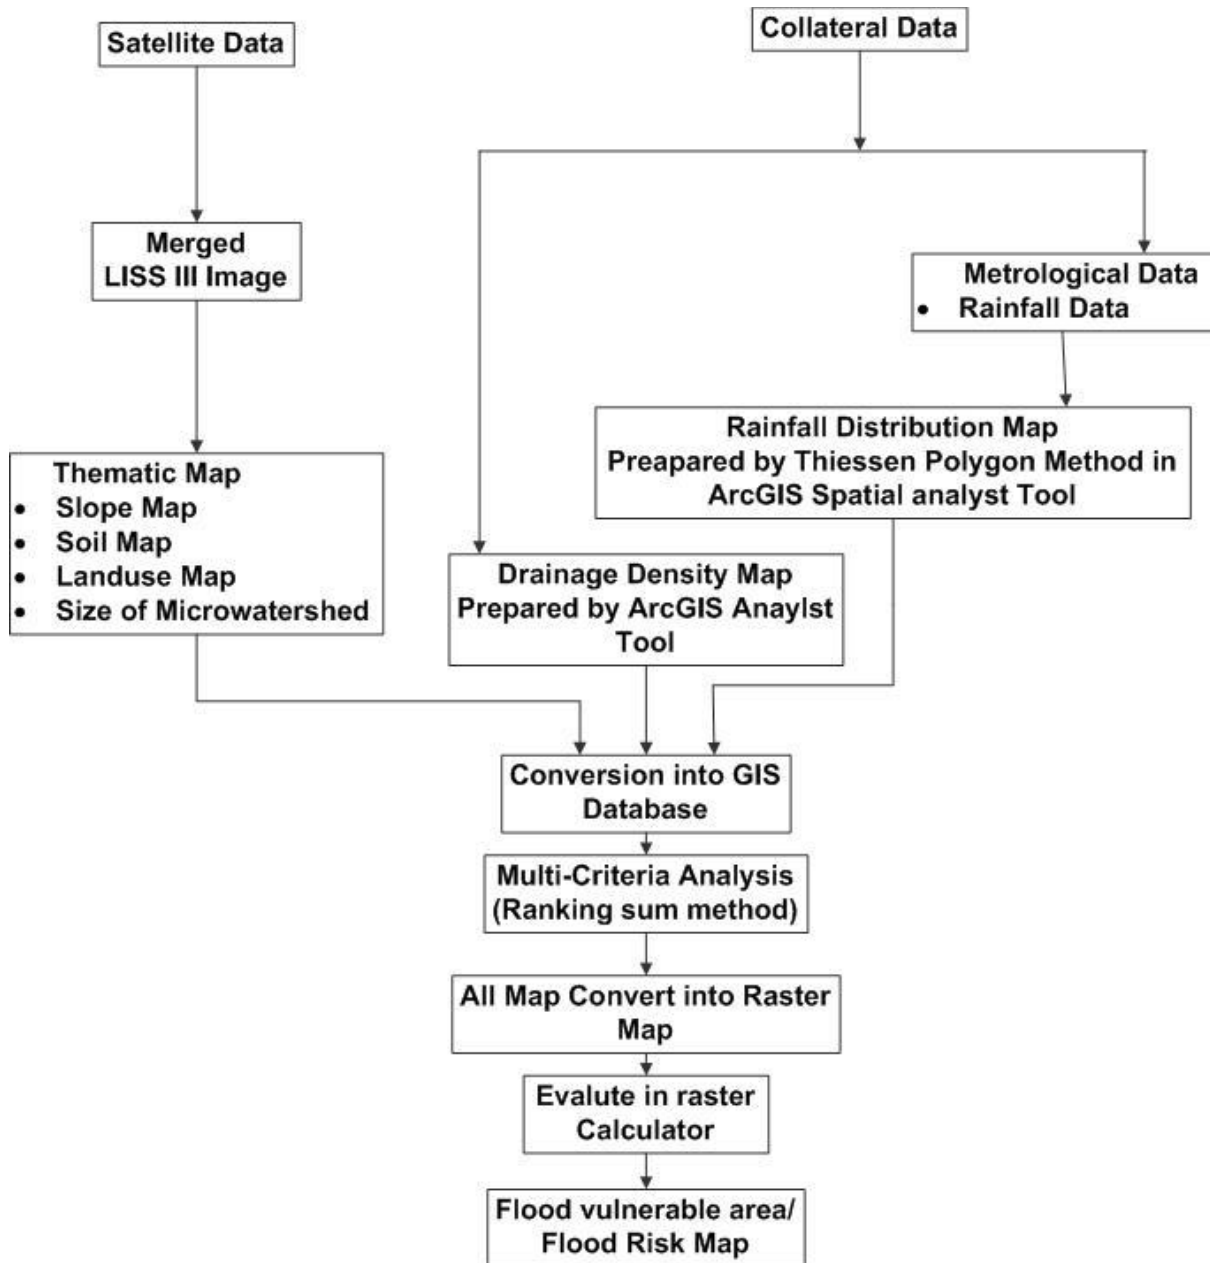 Satellite Data
Collateral Data
Merged
LISS III Image
Metrological Data
• Rainfall Data
Rainfall Distribution Map
Preapared by Thiessen Polygon Method in
ArcGIS Spatial analyst Tool
Thematic Map
• Slope Map
• Soil Map
• Landuse Map
• Size of Microwatershed
Drainage Density Map
Prepared by ArcGIS Anaylst
Tool
Conversion into GIS
Database
Multi-Criteria Analysis
(Ranking sum method)
All Map Convert into Raster
Map
Evalute in raster
Calculator
Flood vulnerable area/
Flood Risk Map